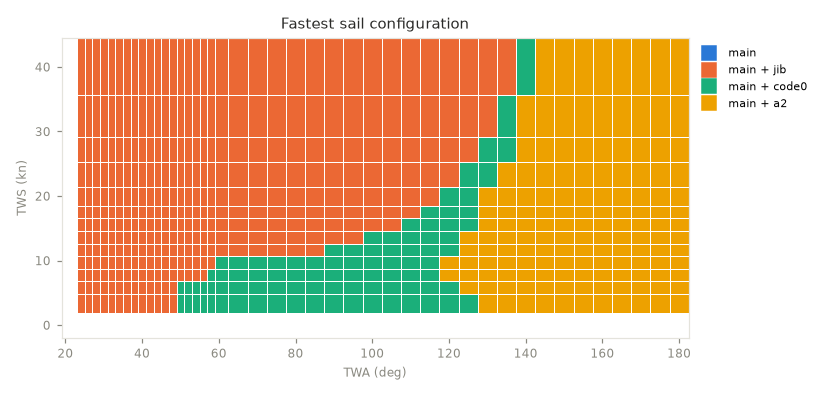 Fastest sail configuration
main
main + jib
main + code0
main + a2
40
30
20
10
0
TWS (kn)
20 40 60 80 100 120 140 160 180
TWA (deg)